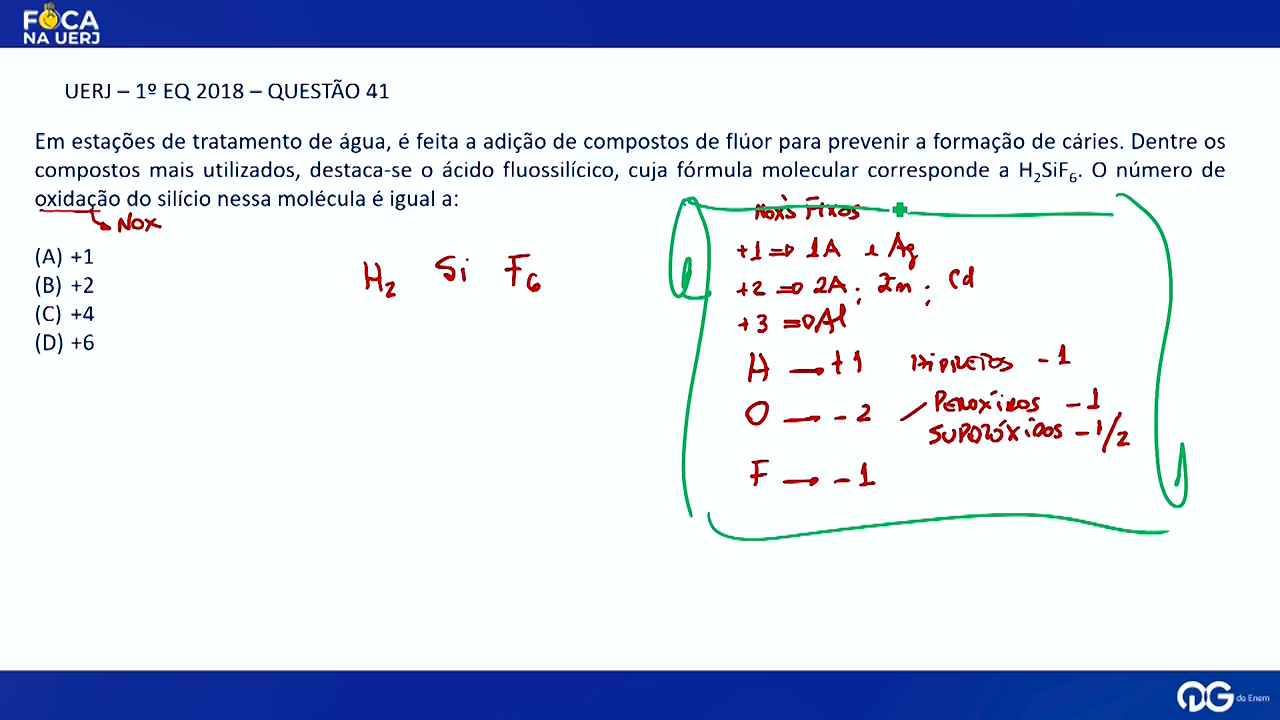 FOCA
NA UERJ
UERJ – 1º EQ 2018 – QUESTÃO 41
Em estações de tratamento de água, é feita a adição de compostos de flúor para prevenir a formação de cáries. Dentre os
compostos mais utilizados, destaca-se o ácido fluossilícico, cuja fórmula molecular corresponde a H₂SiF₆. O número de
oxidação do silício nessa molécula é igual a:
NOX
(A) +1
(B) +2
(C) +4
(D) +6
H₂ Si F₆
NOX's FIXOS
+1 => 1A e Ag
+2 => 2A; Zn; Cd
+3 => Al
H → +1 HIDRETOS -1
O → -2 PERÓXIDOS -1
SUPERÓXIDOS -1/2
F → -1
QG do Enem